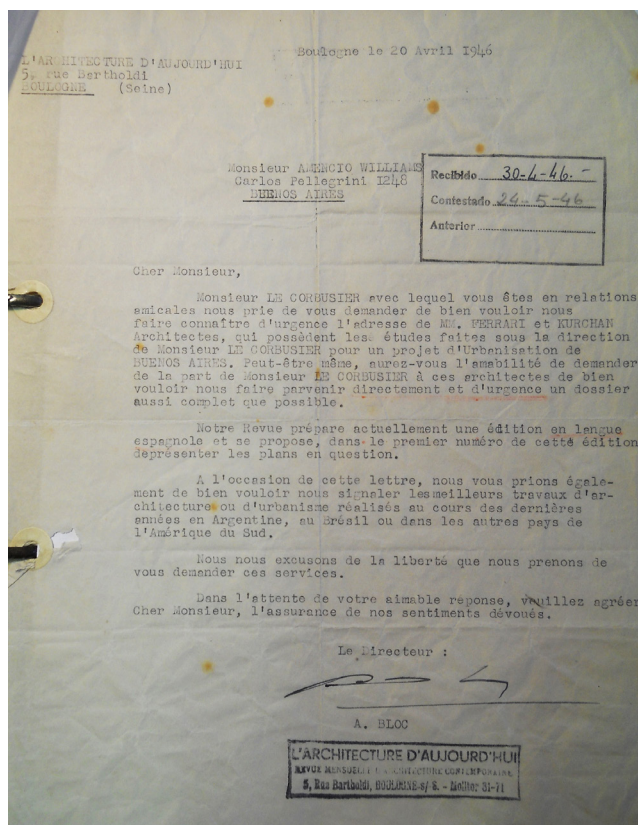 Boulogne le 20 Avril 1946
L'ARCHITECTURE D'AUJOURD'HUI
5, rue Bartholdi
BOULOGNE (Seine)
Monsieur AMENCIO WILLIAMS
Carlos Pellegrini 1248
BUENOS AIRES
Recibido 30-4-46.-
Contestado 24-5-46
Anterior
Cher Monsieur,
Monsieur LE CORBUSIER avec lequel vous êtes en relations
amicales nous prie de vous demander de bien vouloir nous
faire connaître d'urgence l'adresse de MM. FERRARI et KURCHAN
Architectes, qui possèdent les études faites sous la direction
de Monsieur LE CORBUSIER pour un projet d'Urbanisation de
BUENOS AIRES. Peut-être même, aurez-vous l'amabilité de demander
de la part de Monsieur LE CORBUSIER à ces architectes de bien
vouloir nous faire parvenir directement et d'urgence un dossier
aussi complet que possible.
Notre Revue prépare actuellement une édition en langue
espagnole et se propose, dans le premier numéro de cette édition
deprésenter les plans en question.
A l'occasion de cette lettre, nous vous prions égale-
ment de bien vouloir nous signaler lesmeilleurs travaux d'ar-
chitecture ou d'urbanisme réalisés au cours des dernières
années en Argentine, au Brésil ou dans les autres pays de
l'Amérique du Sud.
Nous nous excusons de la liberté que nous prenons de
vous demander ces services.
Dans l'attente de votre aimable réponse, veuillez agréer
Cher Monsieur, l'assurance de nos sentiments dévoués.
Le Directeur :
A. BLOC
L'ARCHITECTURE D'AUJOURD'HUI
REVUE MENSUELLE D'ARCHITECTURE CONTEMPORAINE
5, Rue Bartholdi, BOULOGNE-s/ S. - Molitor 31-71